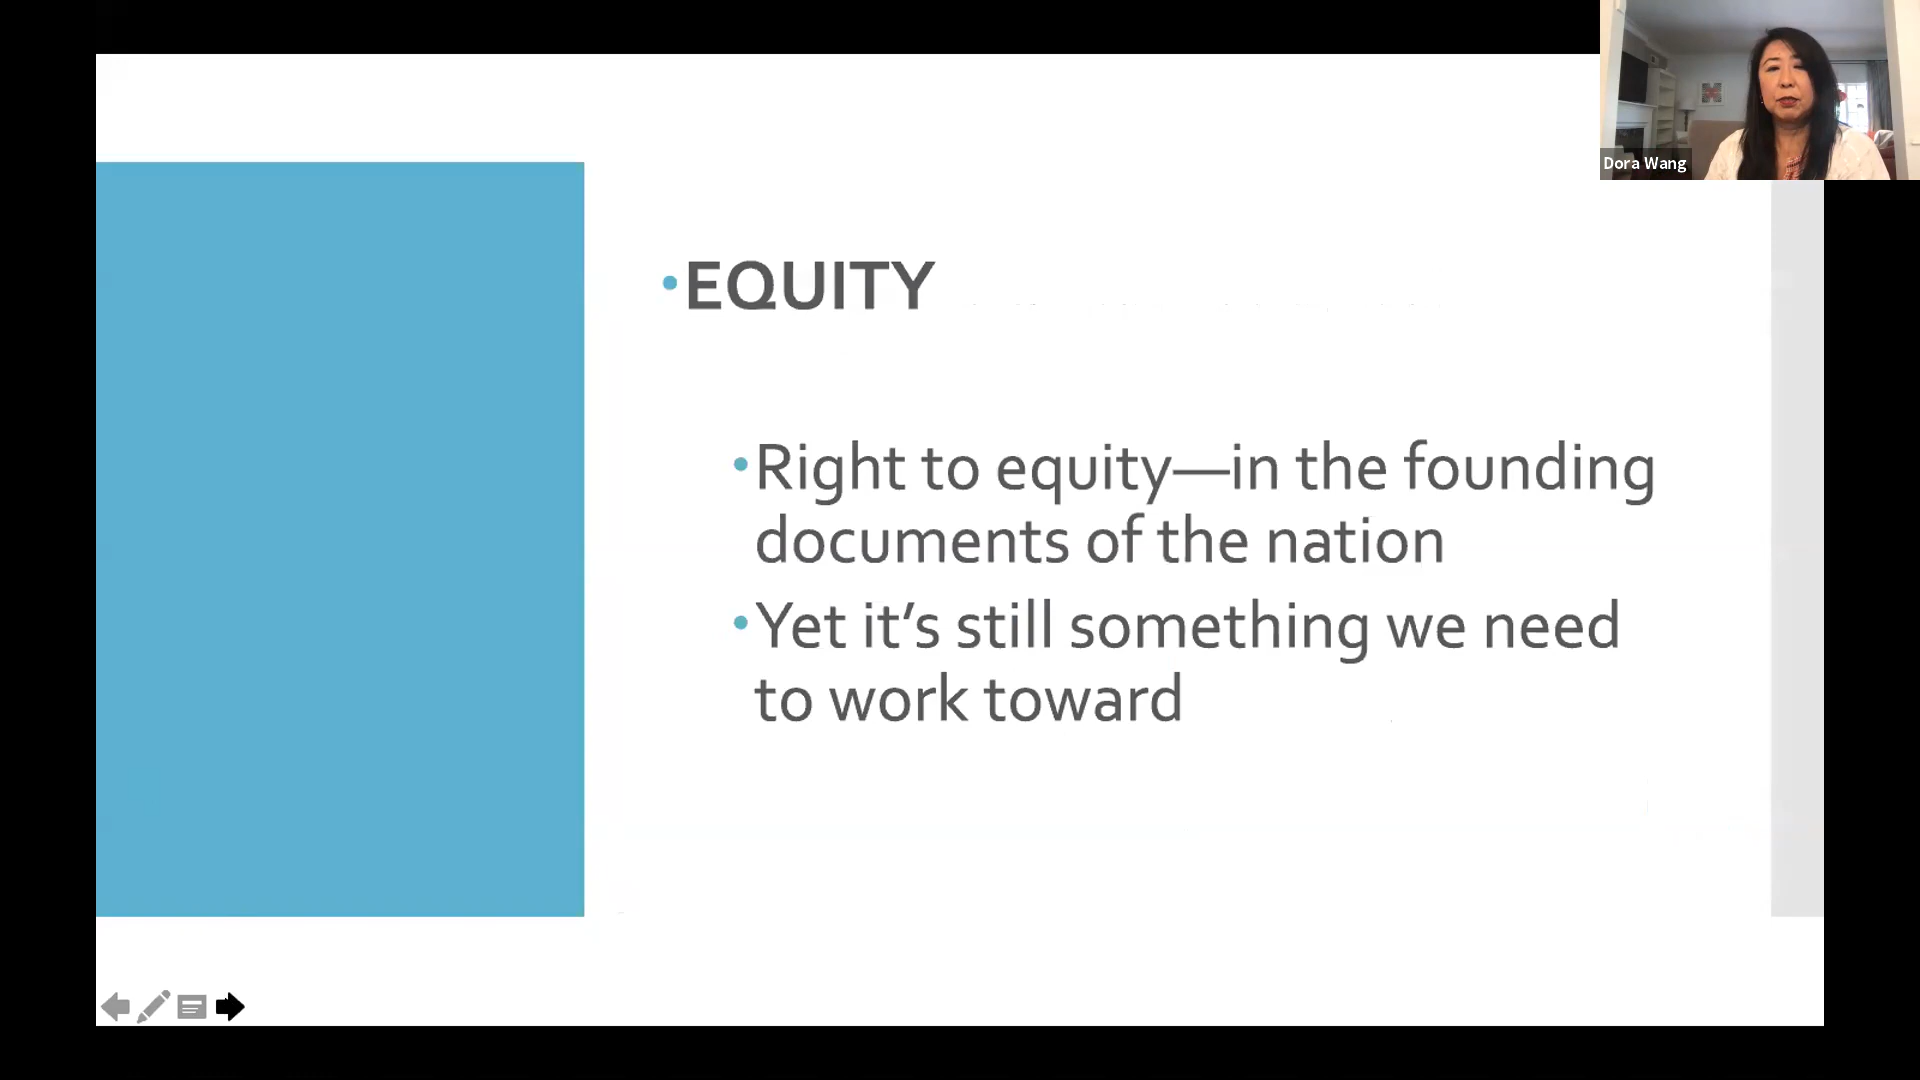 Dora Wang
•EQUITY
•Right to equity—in the founding
documents of the nation
•Yet it’s still something we need
to work toward